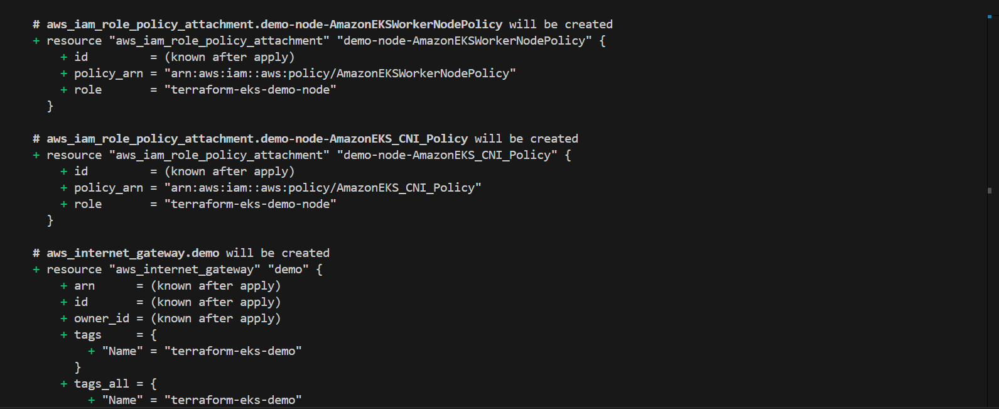 # aws_iam_role_policy_attachment.demo-node-AmazonEKSWorkerNodePolicy will be created
+ resource "aws_iam_role_policy_attachment" "demo-node-AmazonEKSWorkerNodePolicy" {
    + id         = (known after apply)
    + policy_arn = "arn:aws:iam::aws:policy/AmazonEKSWorkerNodePolicy"
    + role       = "terraform-eks-demo-node"
  }

# aws_iam_role_policy_attachment.demo-node-AmazonEKS_CNI_Policy will be created
+ resource "aws_iam_role_policy_attachment" "demo-node-AmazonEKS_CNI_Policy" {
    + id         = (known after apply)
    + policy_arn = "arn:aws:iam::aws:policy/AmazonEKS_CNI_Policy"
    + role       = "terraform-eks-demo-node"
  }

# aws_internet_gateway.demo will be created
+ resource "aws_internet_gateway" "demo" {
    + arn      = (known after apply)
    + id       = (known after apply)
    + owner_id = (known after apply)
    + tags     = {
        + "Name" = "terraform-eks-demo"
      }
    + tags_all = {
        + "Name" = "terraform-eks-demo"